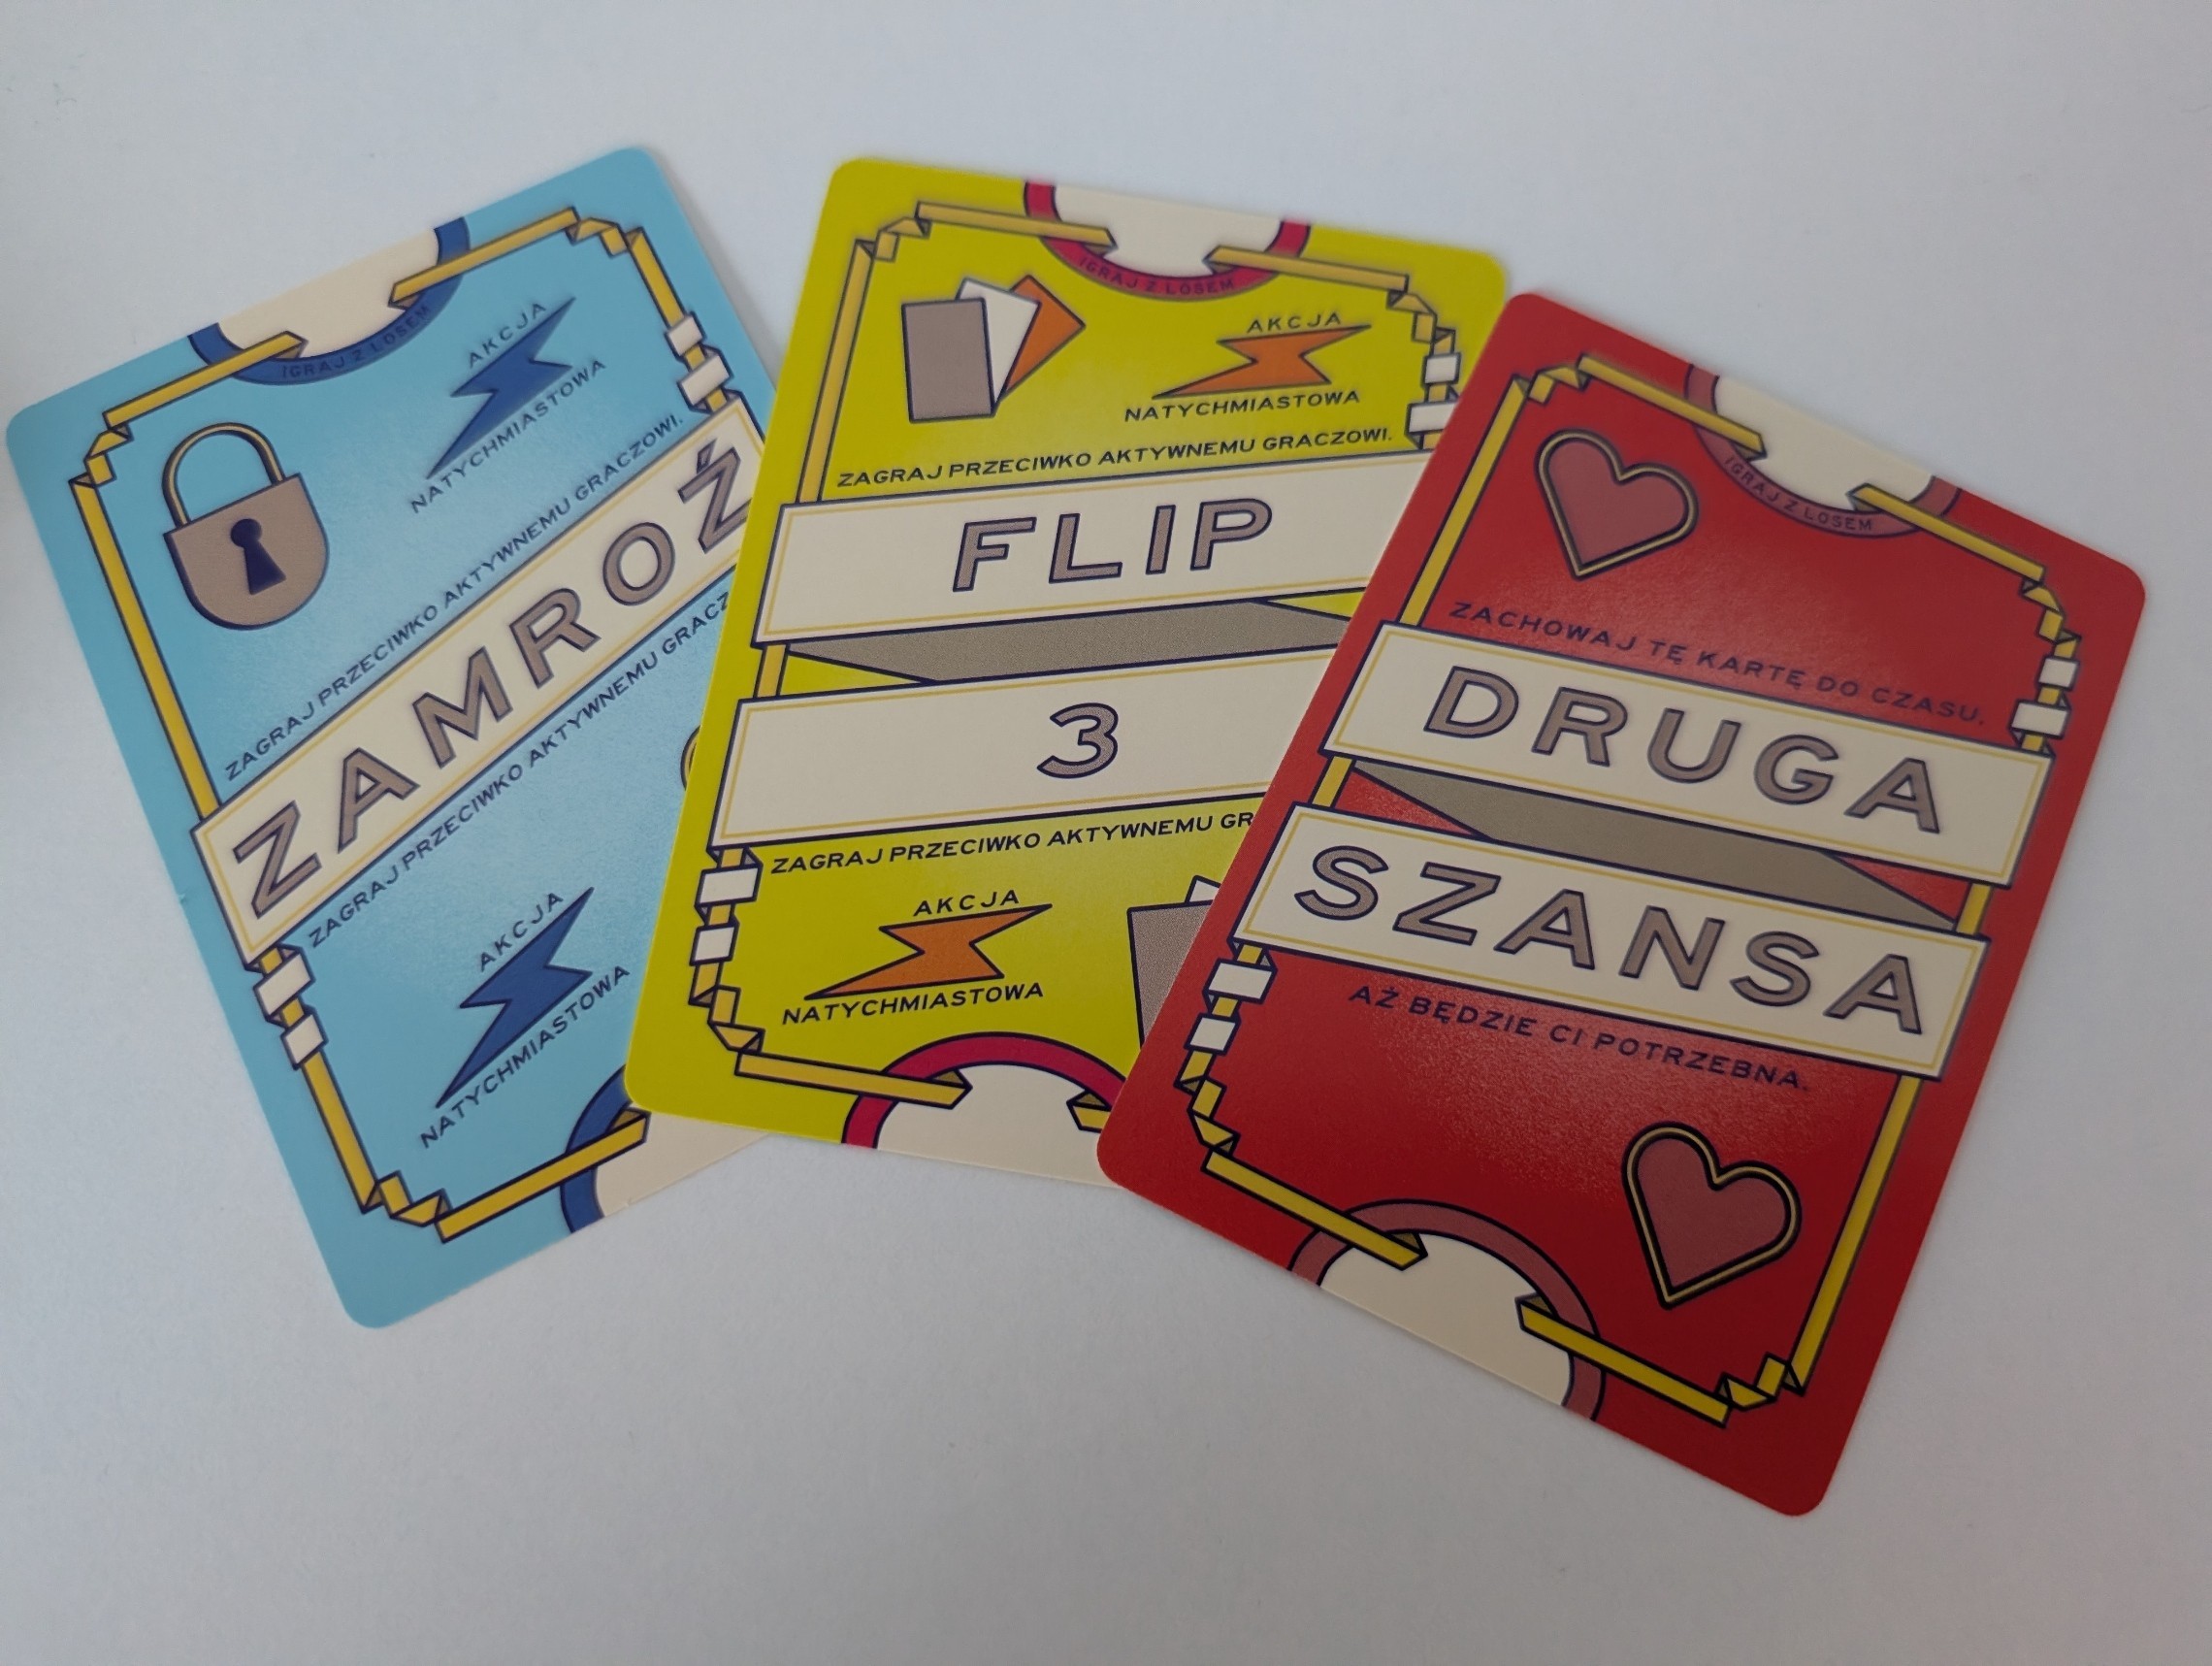 IGRAJ Z LOSEM
AKCJA
NATYCHMIASTOWA
ZAGRAJ PRZECIWKO AKTYWNEMU GRACZOWI.
ZAMROŹ
ZAGRAJ PRZECIWKO AKTYWNEMU GRACZ
AKCJA
NATYCHMIASTOWA
IGRAJ Z LOSEM
AKCJA
NATYCHMIASTOWA
ZAGRAJ PRZECIWKO AKTYWNEMU GRACZOWI.
FLIP
3
ZAGRAJ PRZECIWKO AKTYWNEMU GR
AKCJA
NATYCHMIASTOWA
IGRAJ Z LOSEM
ZACHOWAJ TĘ KARTĘ DO CZASU,
DRUGA
SZANSA
AŻ BĘDZIE CI POTRZEBNA.